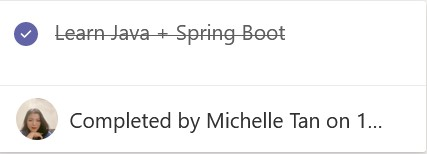 Learn Java + Spring Boot
Completed by Michelle Tan on 1...